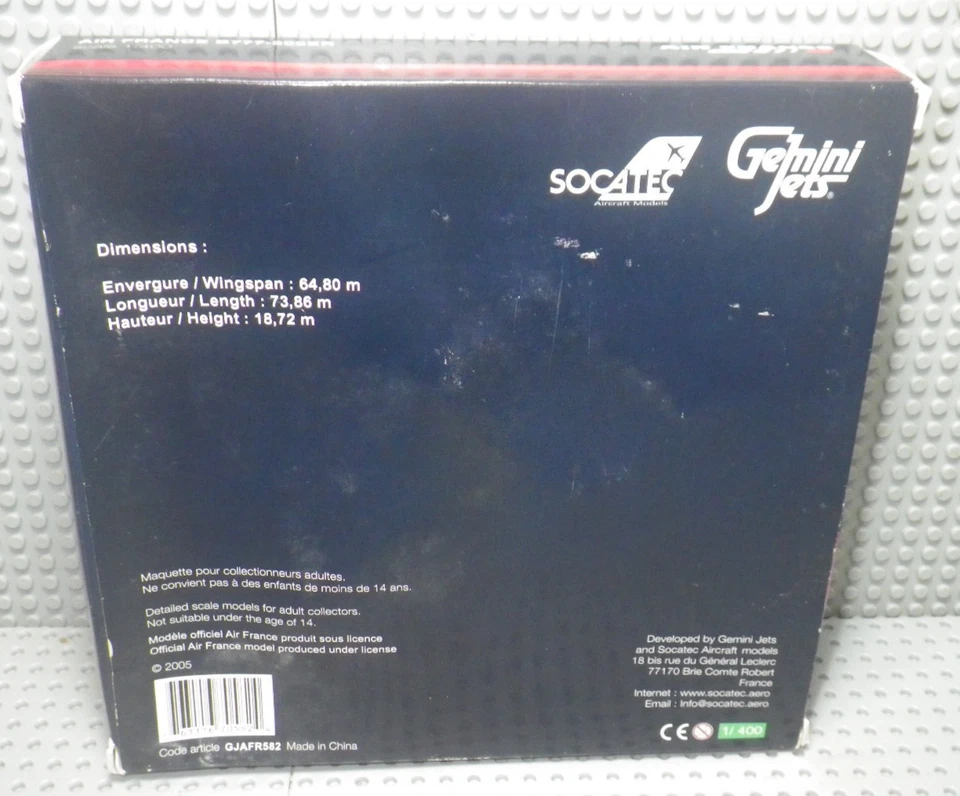 AIR FRANCE
SOCATEC
Aircraft Models
Gemini
Jets
Dimensions :
Envergure / Wingspan : 64,80 m
Longueur / Length : 73,86 m
Hauteur / Height : 18,72 m
Maquette pour collectionneurs adultes.
Ne convient pas à des enfants de moins de 14 ans.
Detailed scale models for adult collectors.
Not suitable under the age of 14.
Modèle officiel Air France produit sous licence
Official Air France model produced under license
© 2005
Code article GJAFR582 Made in China
Developed by Gemini Jets
and Socatec Aircraft models
18 bis rue du Général Leclerc
77170 Brie Comte Robert
France
Internet : www.socatec.aero
Email : Info@socatec.aero
CE 1/ 400